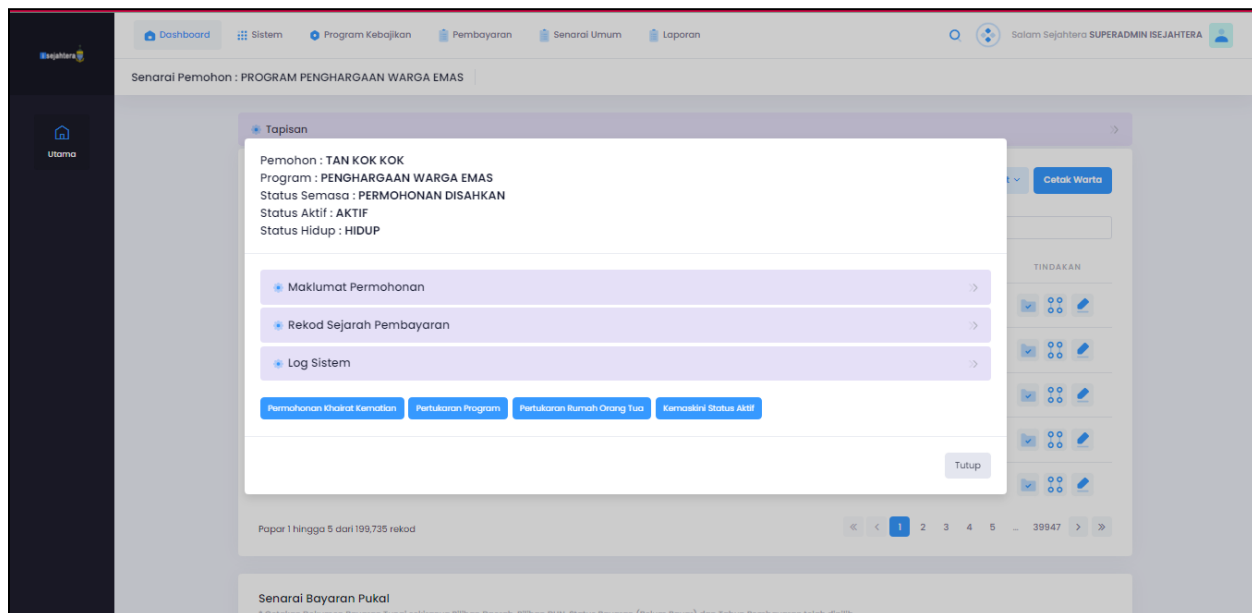 isejahtera
Dashboard Sistem Program Kebajikan Pembayaran Senarai Umum Laporan Salam Sejahtera SUPERADMIN ISEJAHTERA
Senarai Pemohon : PROGRAM PENGHARGAAN WARGA EMAS
Utama
Tapisan
Pemohon : TAN KOK KOK
Program : PENGHARGAAN WARGA EMAS
Status Semasa : PERMOHONAN DISAHKAN
Status Aktif : AKTIF
Status Hidup : HIDUP
Cetak Warta
TINDAKAN
Maklumat Permohonan
Rekod Sejarah Pembayaran
Log Sistem
Permohonan Khairat Kematian Pertukaran Program Pertukaran Rumah Orang Tua Kemaskini Status Aktif
Tutup
Papar 1 hingga 5 dari 199,735 rekod
« < 1 2 3 4 5 ... 39947 > »
Senarai Bayaran Pukal